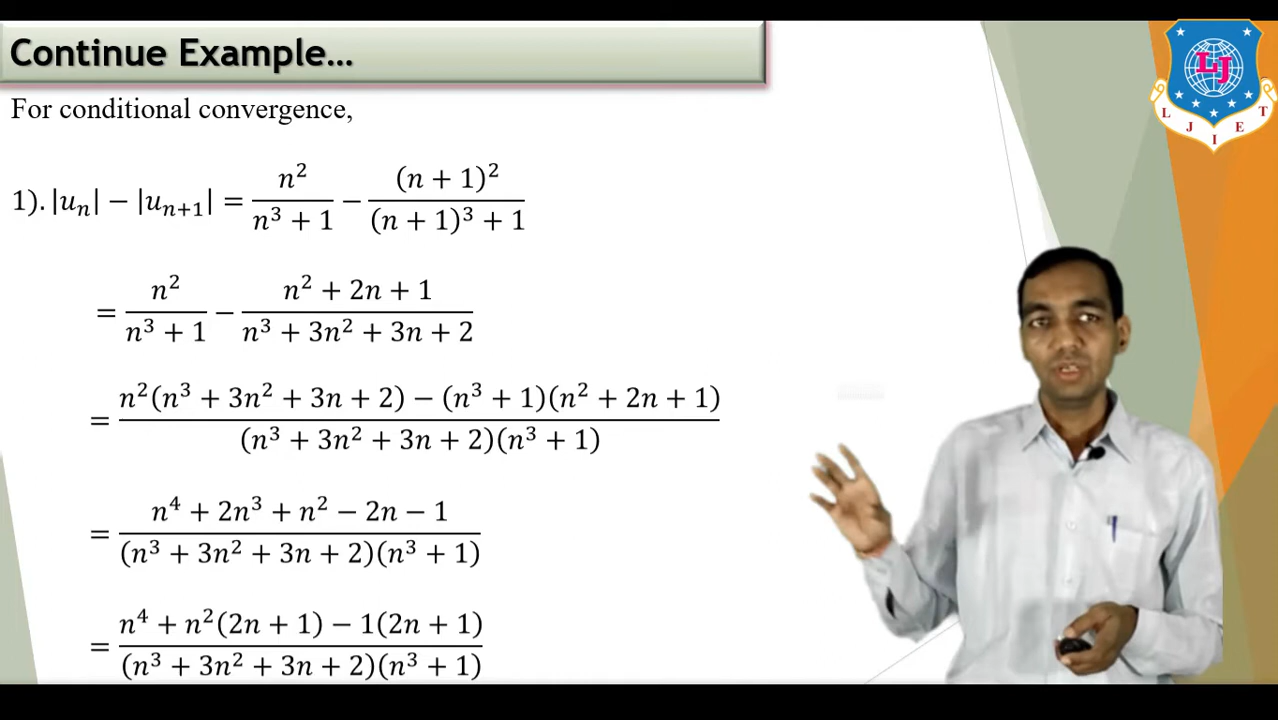 Continue Example...
For conditional convergence,
1). |uₙ| − |uₙ₊₁| = n²/(n³ + 1) − (n + 1)²/((n + 1)³ + 1)
= n²/(n³ + 1) − (n² + 2n + 1)/(n³ + 3n² + 3n + 2)
= (n²(n³ + 3n² + 3n + 2) − (n³ + 1)(n² + 2n + 1))/((n³ + 3n² + 3n + 2)(n³ + 1))
= (n⁴ + 2n³ + n² − 2n − 1)/((n³ + 3n² + 3n + 2)(n³ + 1))
= (n⁴ + n²(2n + 1) − 1(2n + 1))/((n³ + 3n² + 3n + 2)(n³ + 1))
LJ
L J I E T